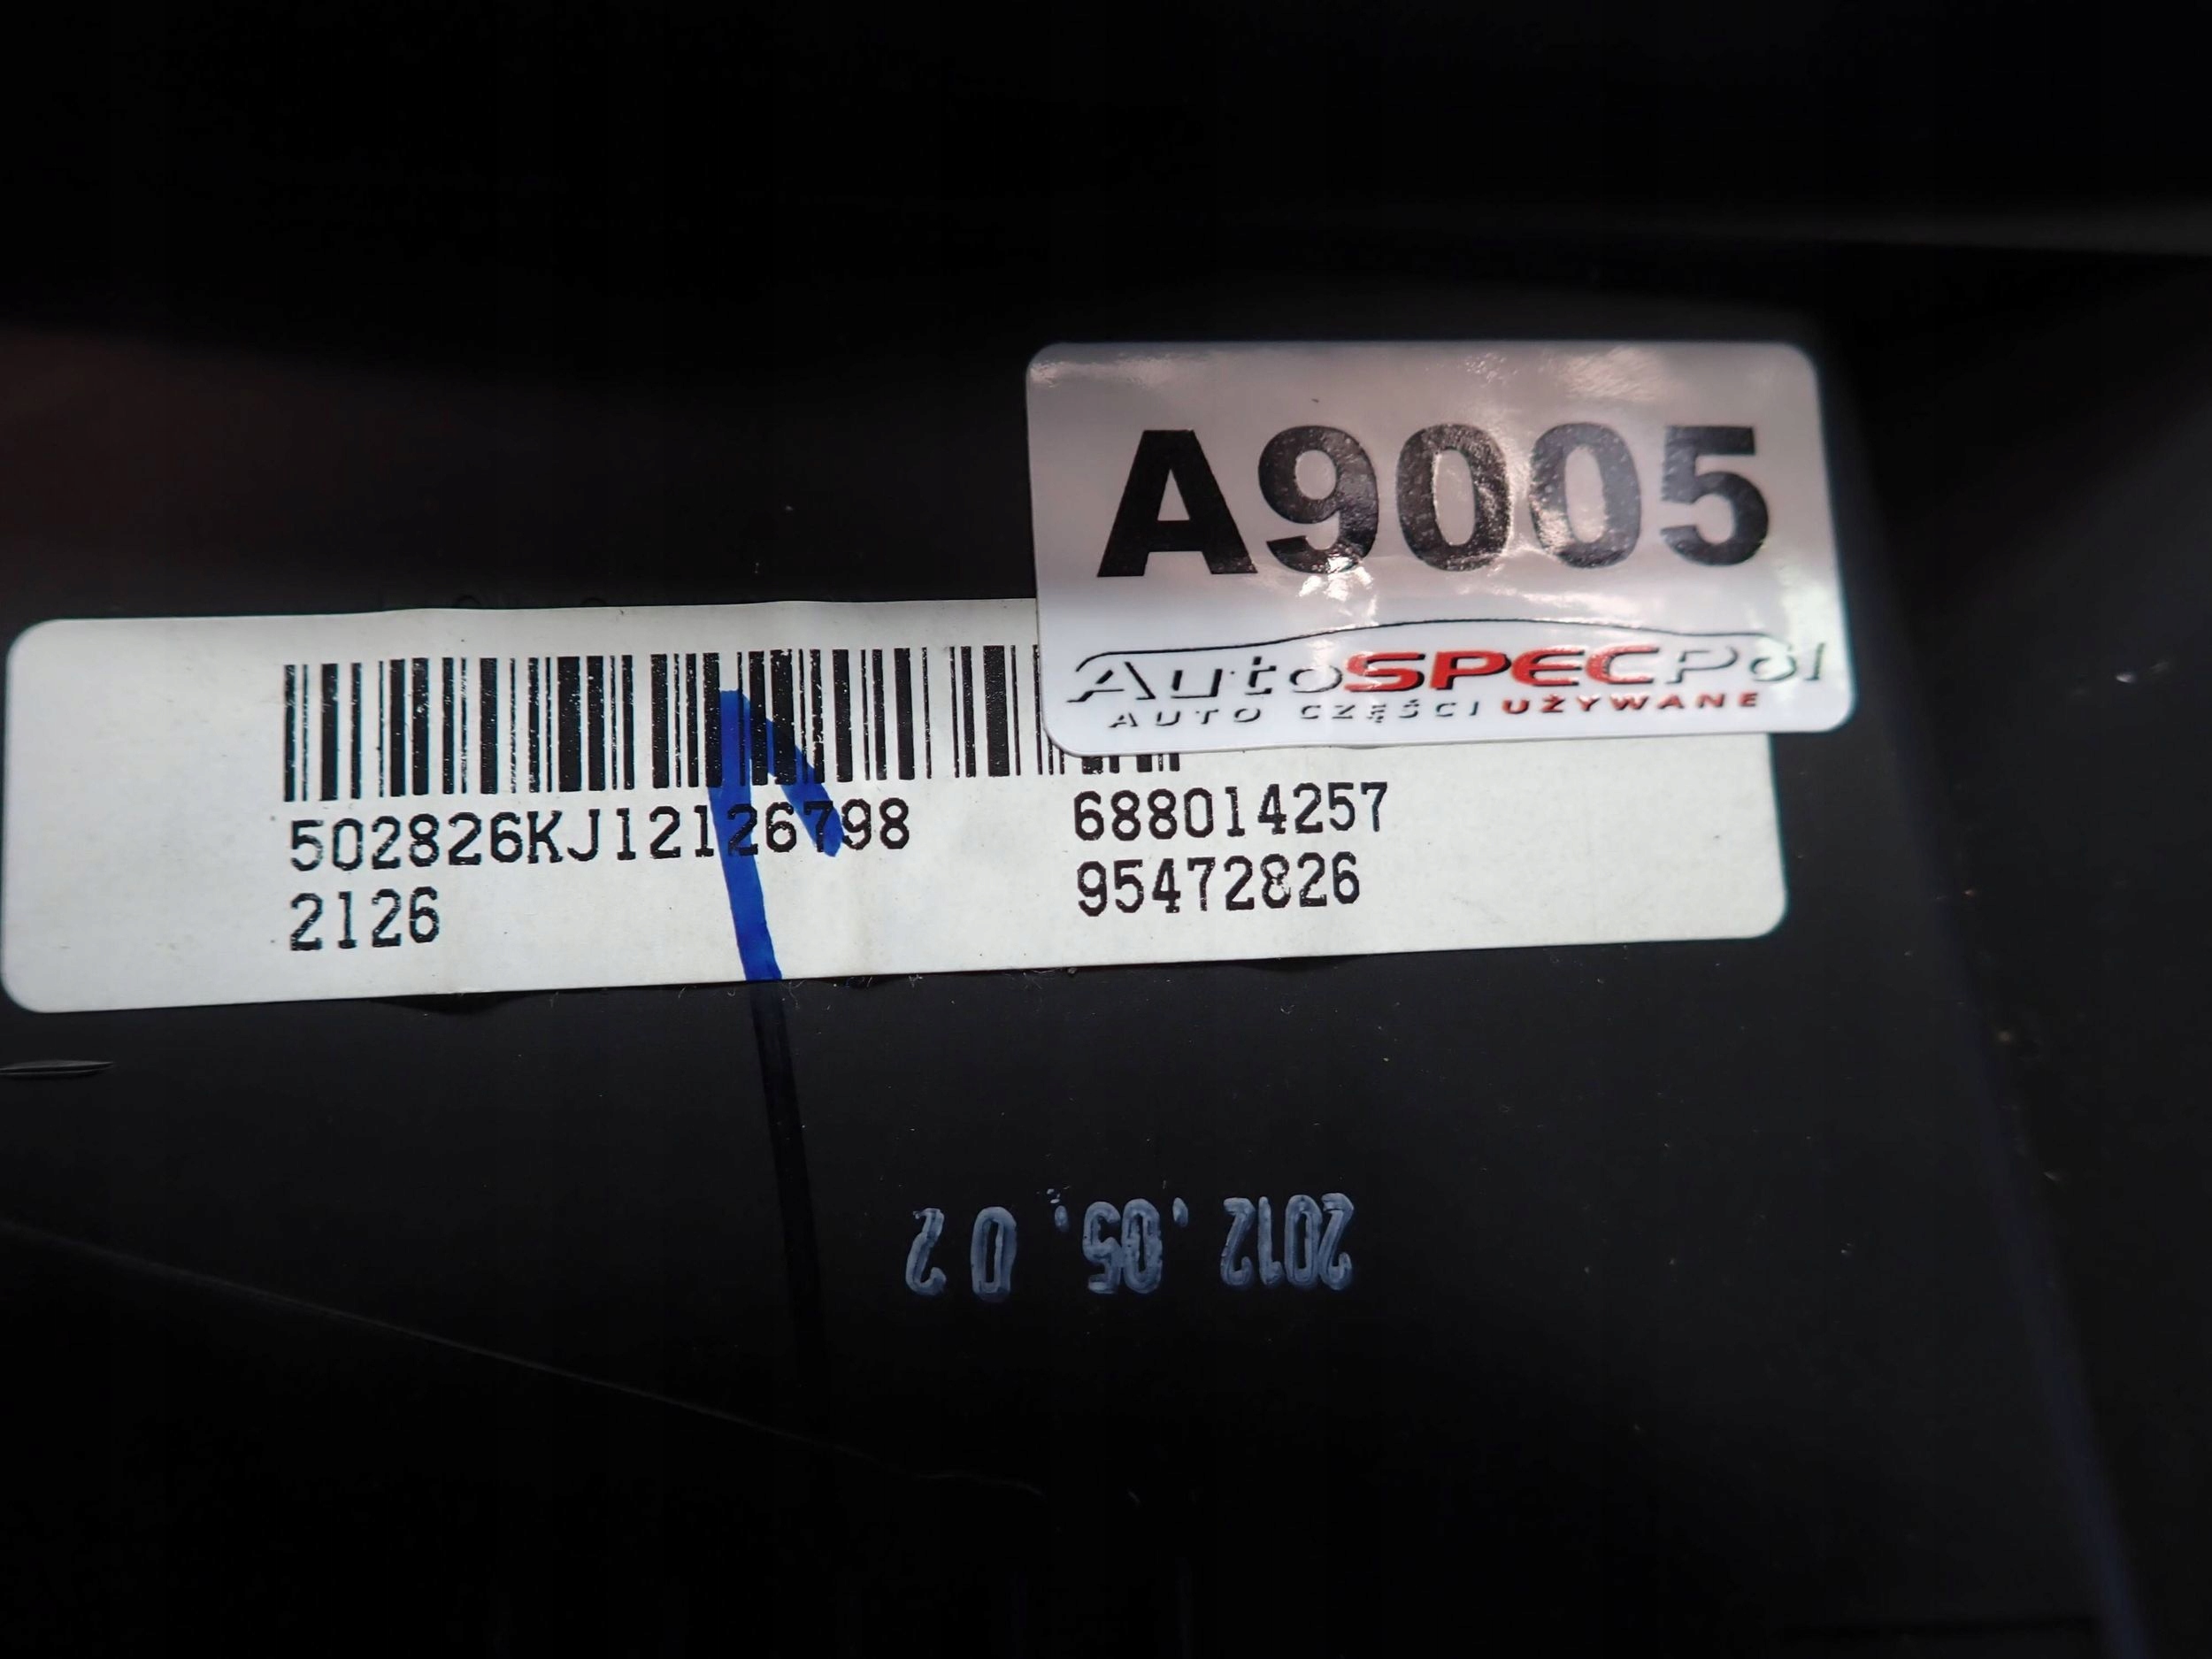 A9005
AutoSPECPol
AUTO CZĘŚCI UŻYWANE
502826KJ12126798 688014257
2126 95472826
2012.05.02